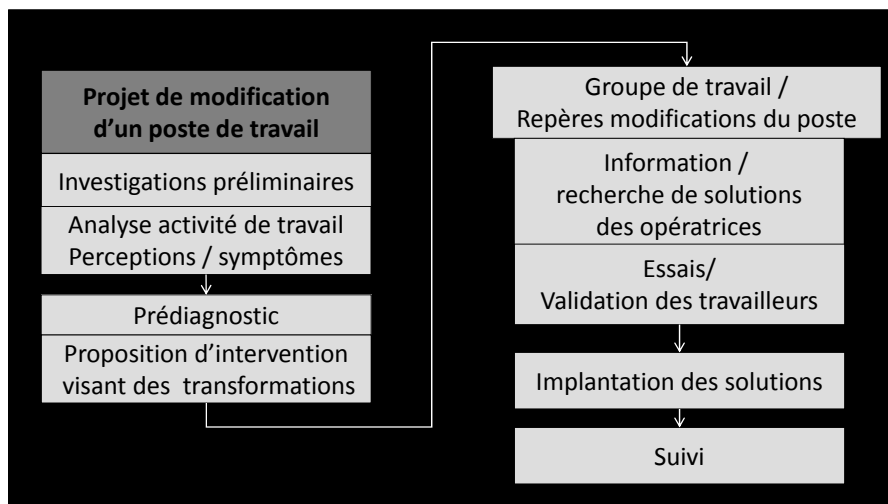 Projet de modification
d'un poste de travail
Investigations préliminaires
Analyse activité de travail
Perceptions / symptômes
Prédiagnostic
Proposition d'intervention
visant des transformations
Groupe de travail /
Repères modifications du poste
Information /
recherche de solutions
des opératrices
Essais/
Validation des travailleurs
Implantation des solutions
Suivi